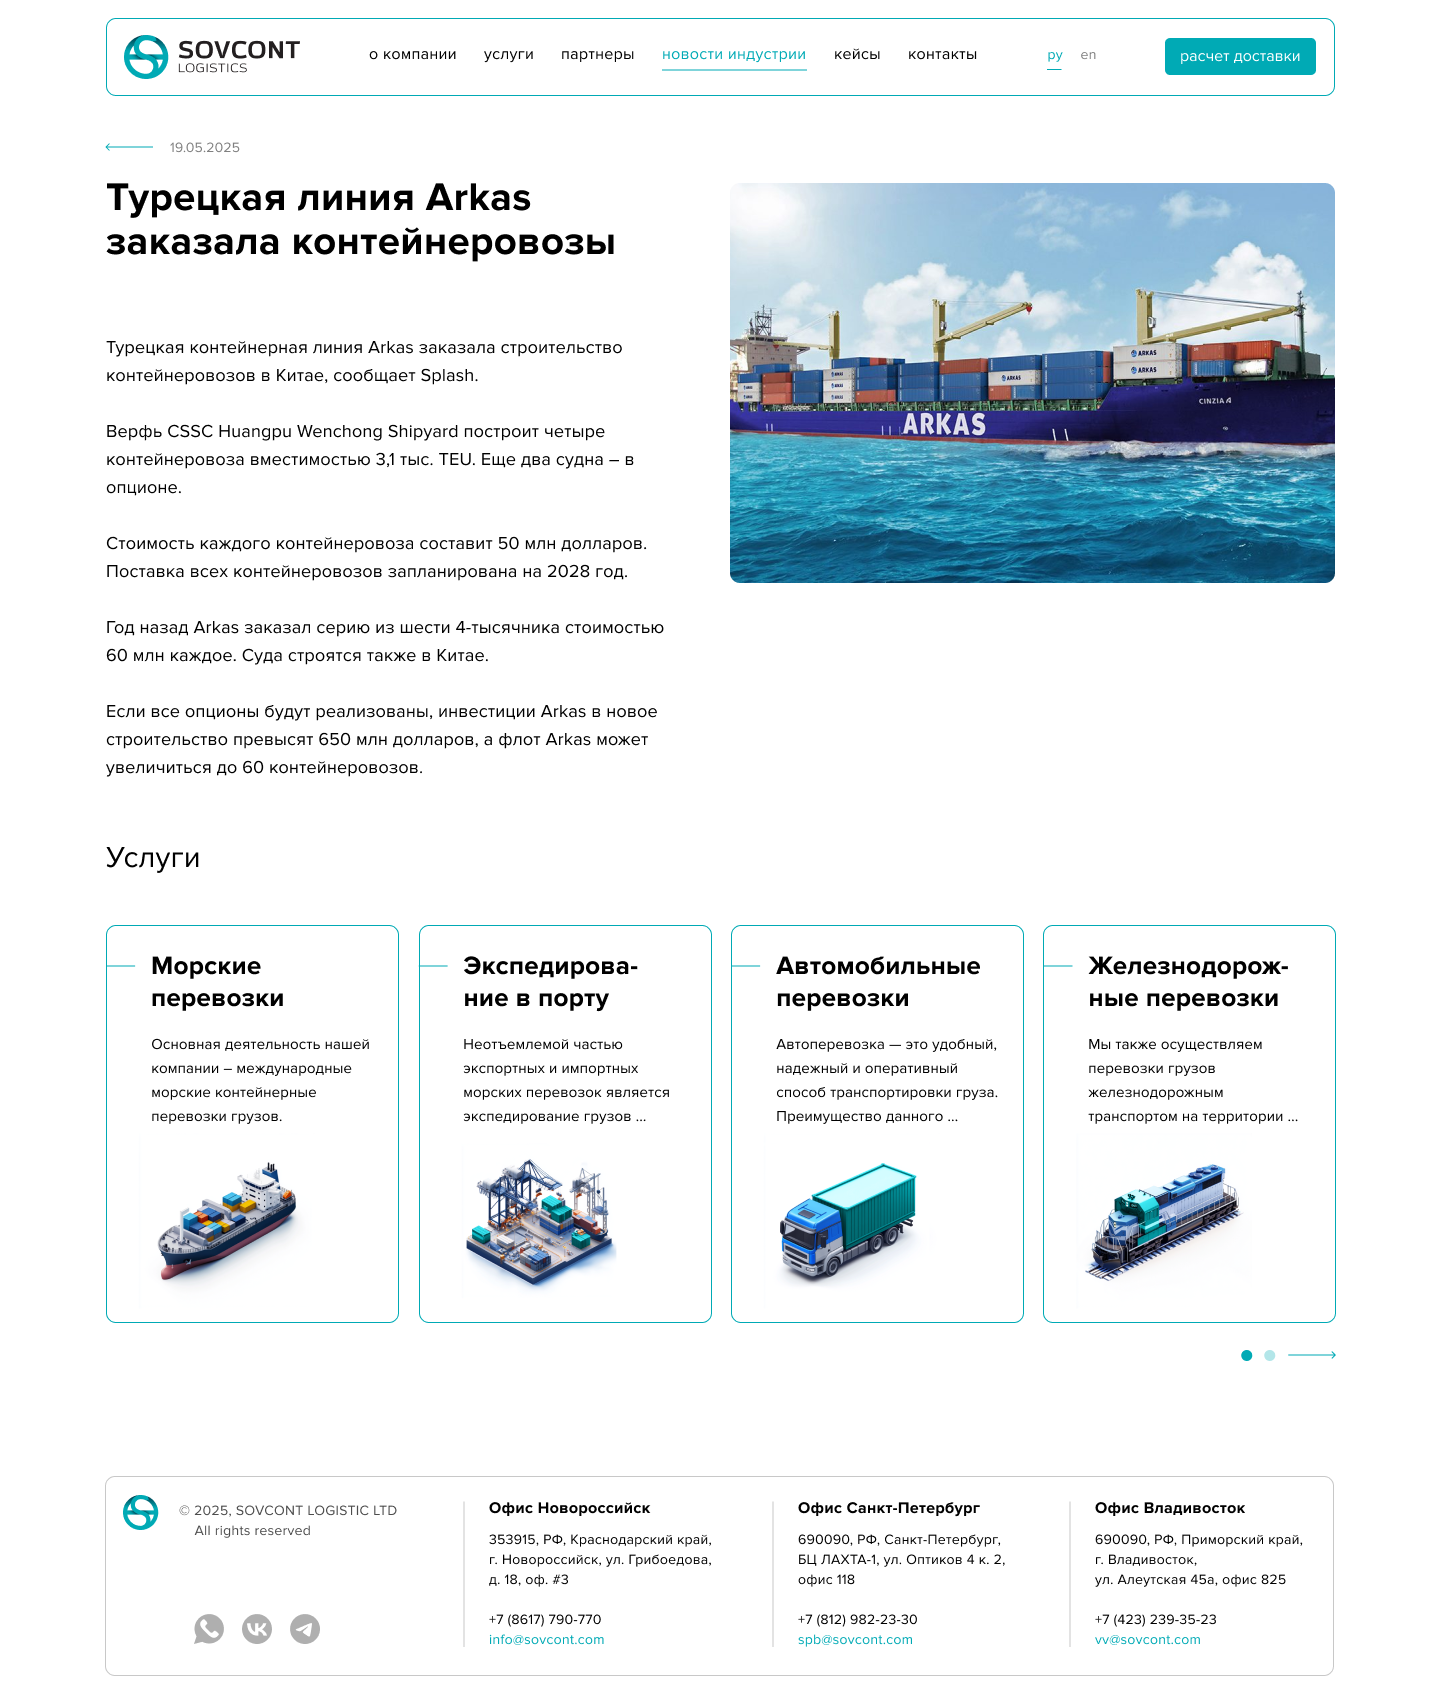 SOVCONT
LOGISTICS
о компании услуги партнеры новости индустрии кейсы контакты ру en расчет доставки
19.05.2025
Турецкая линия Arkas
заказала контейнеровозы
Турецкая контейнерная линия Arkas заказала строительство
контейнеровозов в Китае, сообщает Splash.
Верфь CSSC Huangpu Wenchong Shipyard построит четыре
контейнеровоза вместимостью 3,1 тыс. TEU. Еще два судна – в
опционе.
Стоимость каждого контейнеровоза составит 50 млн долларов.
Поставка всех контейнеровозов запланирована на 2028 год.
Год назад Arkas заказал серию из шести 4-тысячника стоимостью
60 млн каждое. Суда строятся также в Китае.
Если все опционы будут реализованы, инвестиции Arkas в новое
строительство превысят 650 млн долларов, а флот Arkas может
увеличиться до 60 контейнеровозов.
ARKAS
ARKAS
ARKAS
CINZIA A
ARKAS
Услуги
Морские
перевозки
Основная деятельность нашей
компании – международные
морские контейнерные
перевозки грузов.
Экспедирова-
ние в порту
Неотъемлемой частью
экспортных и импортных
морских перевозок является
экспедирование грузов ...
Автомобильные
перевозки
Автоперевозка — это удобный,
надежный и оперативный
способ транспортировки груза.
Преимущество данного ...
Железнодорож-
ные перевозки
Мы также осуществляем
перевозки грузов
железнодорожным
транспортом на территории ...
© 2025, SOVCONT LOGISTIC LTD
All rights reserved
Офис Новороссийск
353915, РФ, Краснодарский край,
г. Новороссийск, ул. Грибоедова,
д. 18, оф. #3
+7 (8617) 790-770
info@sovcont.com
Офис Санкт-Петербург
690090, РФ, Санкт-Петербург,
БЦ ЛАХТА-1, ул. Оптиков 4 к. 2,
офис 118
+7 (812) 982-23-30
spb@sovcont.com
Офис Владивосток
690090, РФ, Приморский край,
г. Владивосток,
ул. Алеутская 45а, офис 825
+7 (423) 239-35-23
vv@sovcont.com